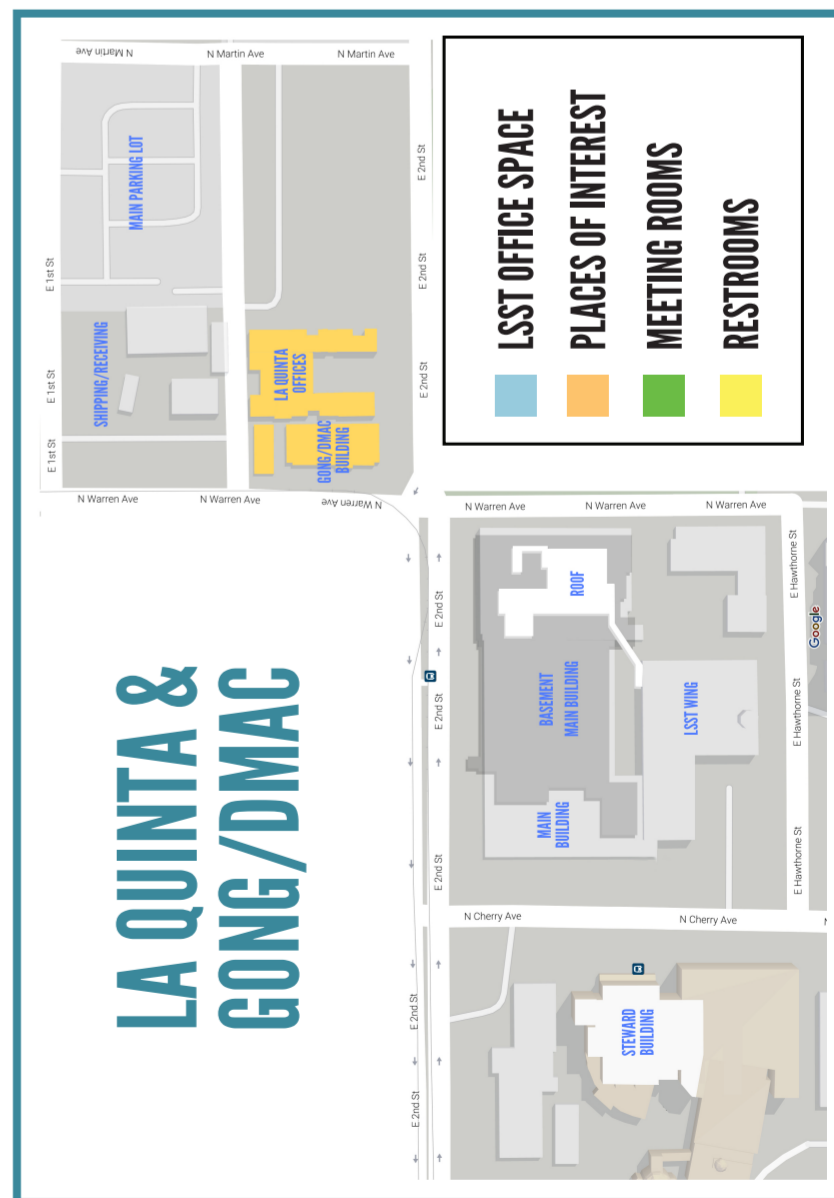 LA QUINTA &
GONG/DMAC
LSST OFFICE SPACE
PLACES OF INTEREST
MEETING ROOMS
RESTROOMS
N Martin Ave
N Martin Ave
N Martin Ave
MAIN PARKING LOT
E 1st St
E 1st St
E 1st St
SHIPPING/RECEIVING
LA QUINTA
OFFICES
GONG/DMAC
BUILDING
E 2nd St
E 2nd St
E 2nd St
N Warren Ave
N Warren Ave
N Warren Ave
N Warren Ave
N Warren Ave
N Warren Ave
E 2nd St
E 2nd St
E 2nd St
ROOF
BASEMENT
MAIN BUILDING
MAIN
BUILDING
LSST WING
E Hawthorne St
E Hawthorne St
E Hawthorne St
Google
N Cherry Ave
N Cherry Ave
N
E 2nd St
E 2nd St
STEWARD
BUILDING